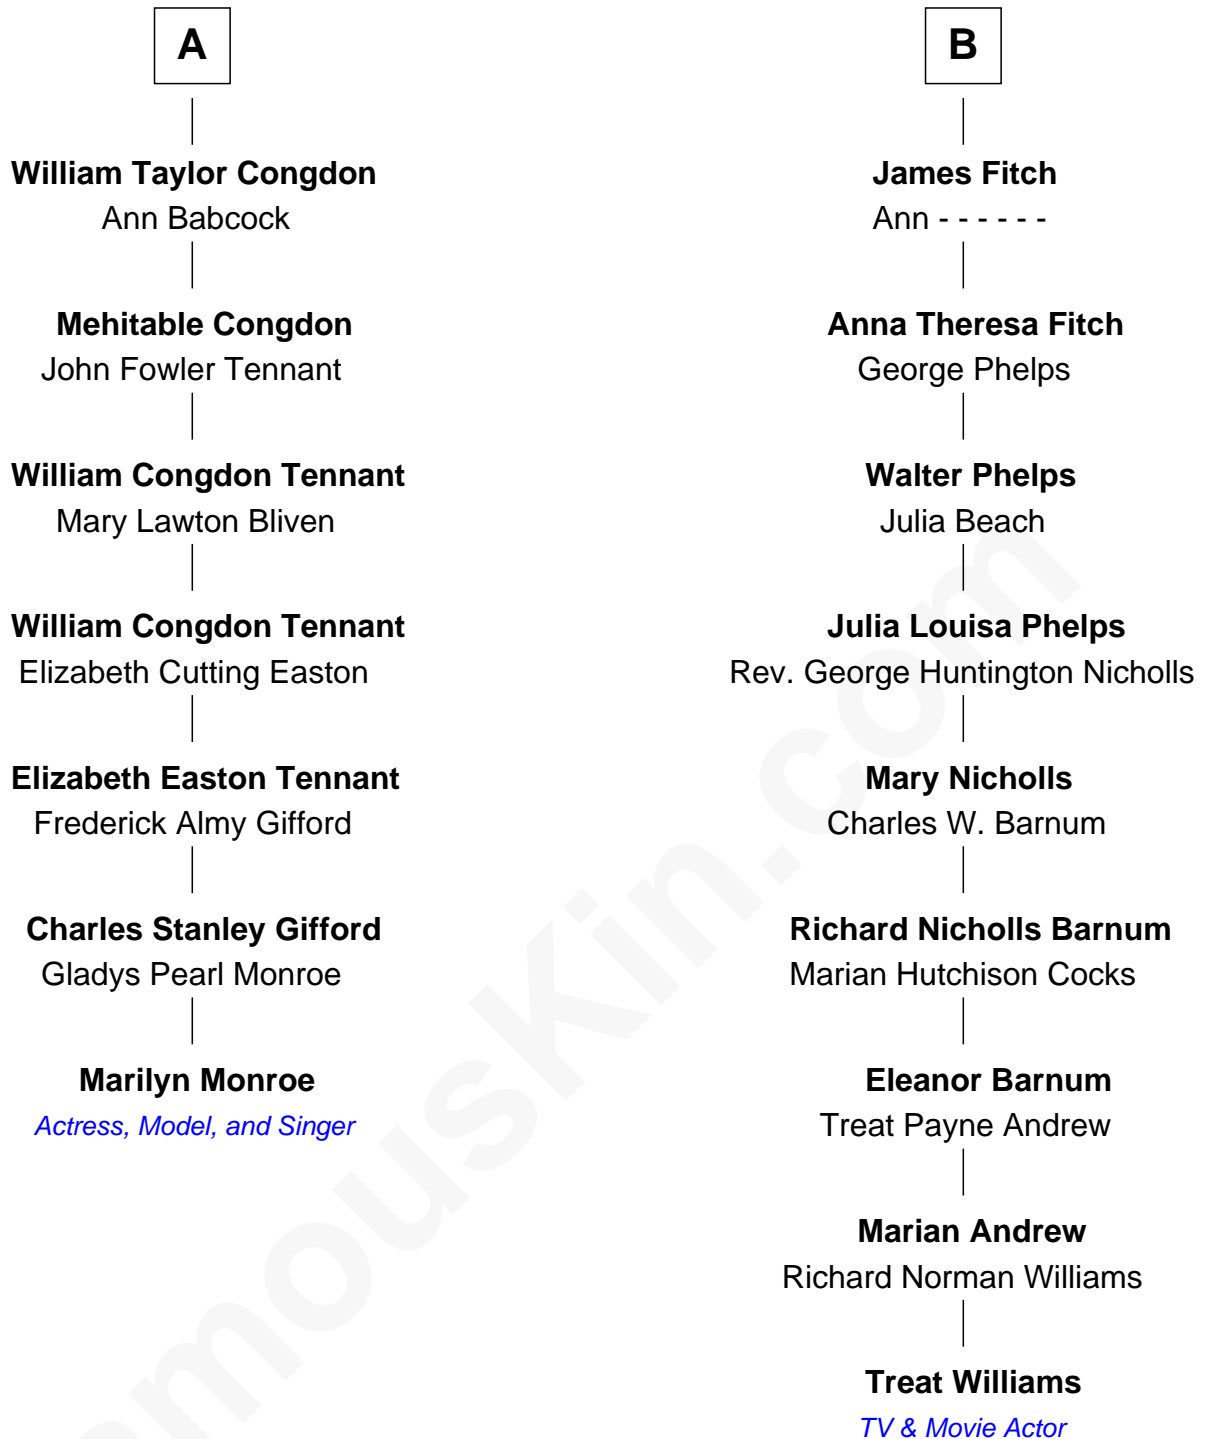 A
William Taylor Congdon
Ann Babcock
Mehitable Congdon
John Fowler Tennant
William Congdon Tennant
Mary Lawton Bliven
William Congdon Tennant
Elizabeth Cutting Easton
Elizabeth Easton Tennant
Frederick Almy Gifford
Charles Stanley Gifford
Gladys Pearl Monroe
Marilyn Monroe
Actress, Model, and Singer
B
James Fitch
Ann - - - - - -
Anna Theresa Fitch
George Phelps
Walter Phelps
Julia Beach
Julia Louisa Phelps
Rev. George Huntington Nicholls
Mary Nicholls
Charles W. Barnum
Richard Nicholls Barnum
Marian Hutchison Cocks
Eleanor Barnum
Treat Payne Andrew
Marian Andrew
Richard Norman Williams
Treat Williams
TV & Movie Actor
amousKin.com